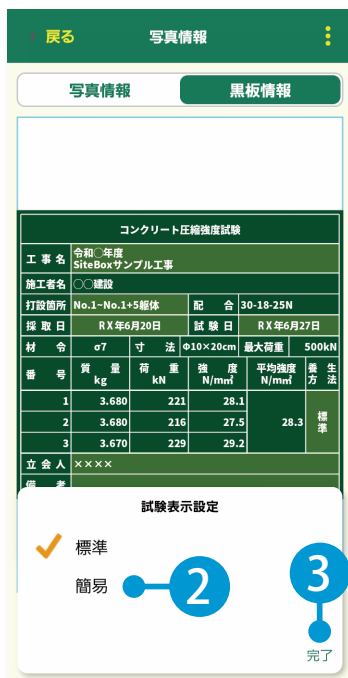 戻る 写真情報
写真情報 黒板情報
コンクリート圧縮強度試験
工事名 令和〇年度
SiteBoxサンプル工事
施工者名 〇〇建設
打設箇所 No.1~No.1+5躯体 配合 30-18-25N
採取日 RX年6月20日 試験日 RX年6月27日
材令 σ7 寸法 Φ10×20cm 最大荷重 500kN
番号 質量 kg 荷重 kN 強度 N/mm² 平均強度 N/mm² 養生方法
1 3.680 221 28.1
2 3.680 216 27.5 28.3 標準
3 3.670 229 29.2
立会人 ××××
備考
試験表示設定
標準
簡易 2
3
完了